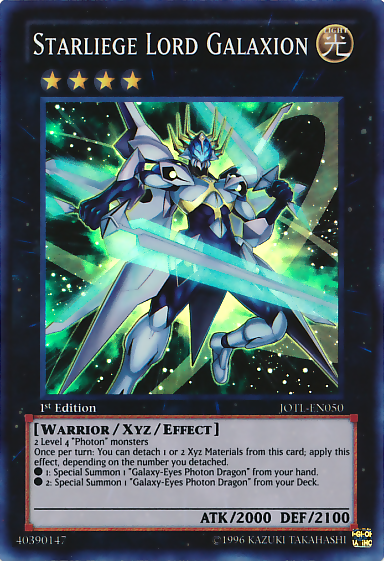 STARLIEGE LORD GALAXION
LIGHT
光
1st Edition
JOTL-EN050
[WARRIOR / XYZ / EFFECT]
2 Level 4 "Photon" monsters
Once per turn: You can detach 1 or 2 Xyz Materials from this card; apply this
effect, depending on the number you detached.
● 1: Special Summon 1 "Galaxy-Eyes Photon Dragon" from your hand.
● 2: Special Summon 1 "Galaxy-Eyes Photon Dragon" from your Deck.
ATK/2000 DEF/2100
40390147
©1996 KAZUKI TAKAHASHI